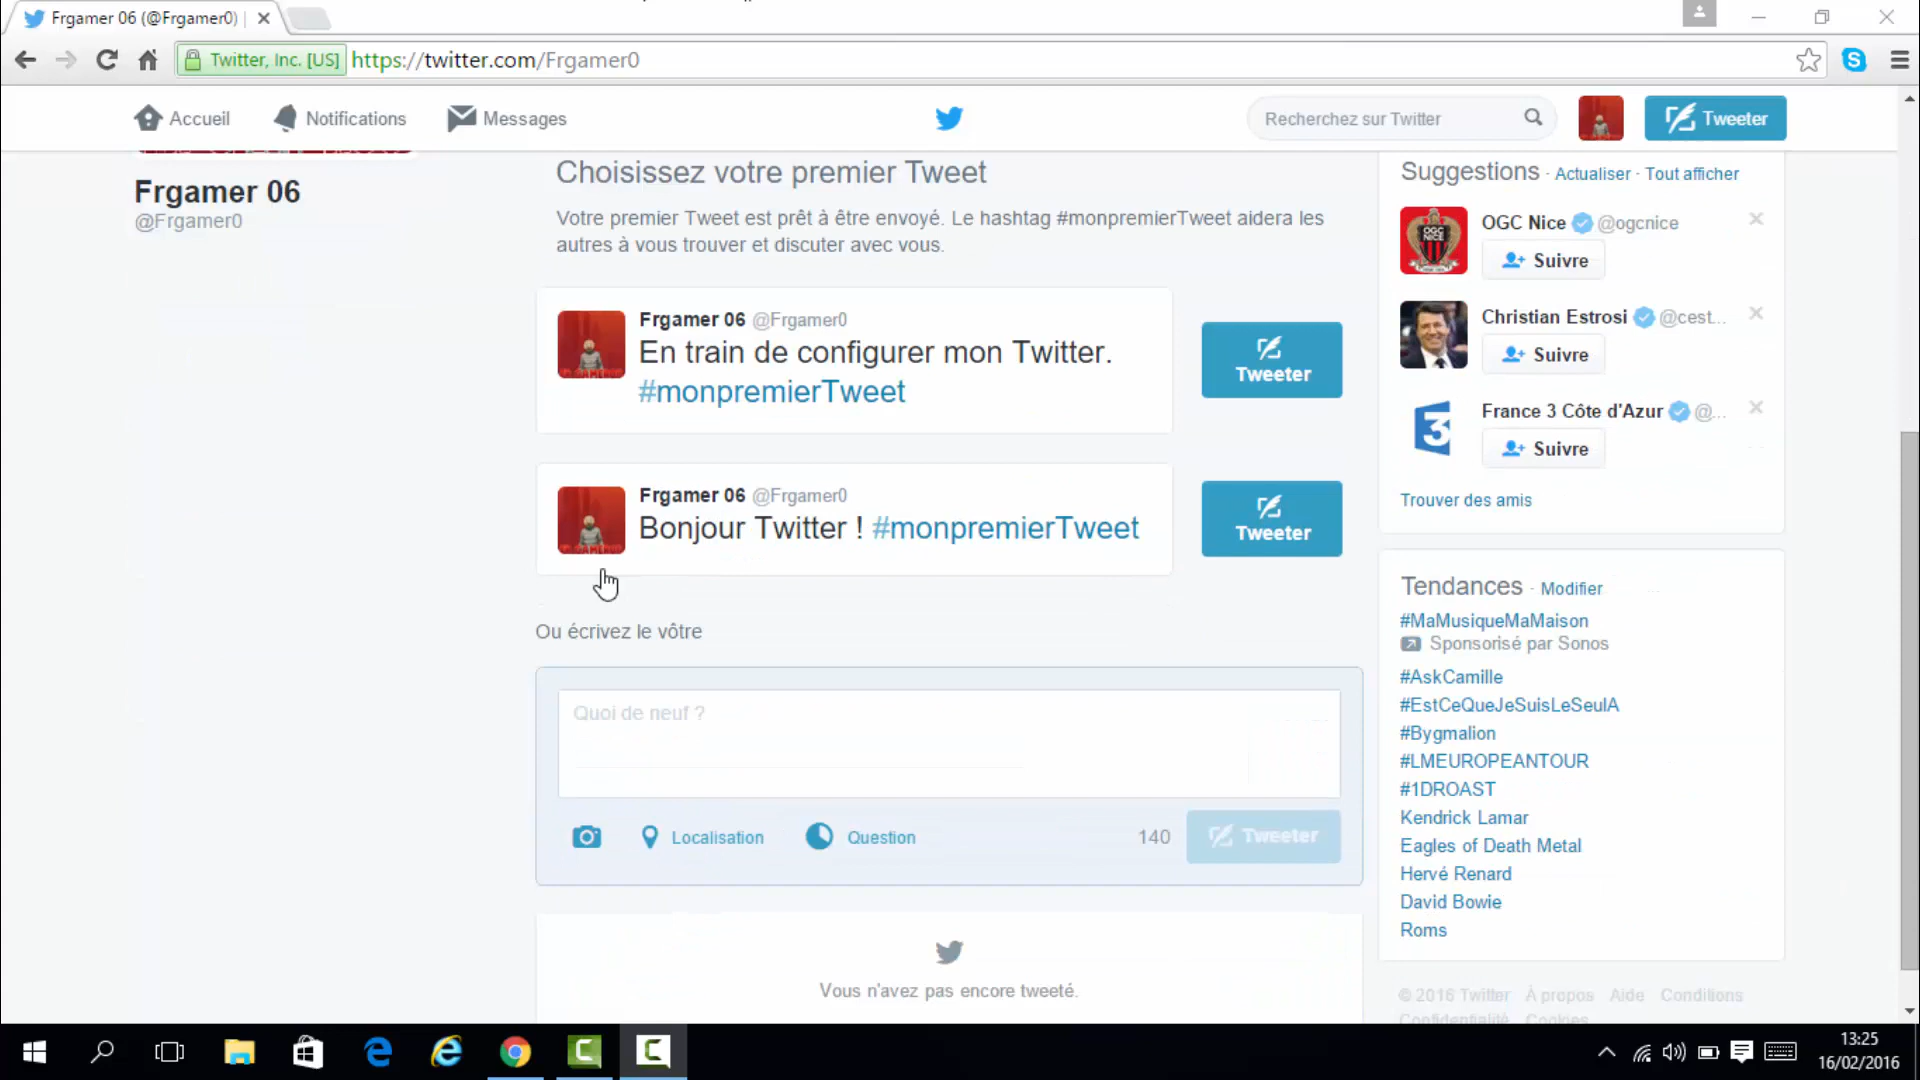 Frgamer 06 (@Frgamer0) |
Twitter, Inc. [US]
https://twitter.com/Frgamer0
Accueil
Notifications
Messages
Recherchez sur Twitter
Tweeter
Frgamer 06
@Frgamer0
Choisissez votre premier Tweet
Votre premier Tweet est prêt à être envoyé. Le hashtag #monpremierTweet aidera les
autres à vous trouver et discuter avec vous.
Frgamer 06 @Frgamer0
En train de configurer mon Twitter.
#monpremierTweet
Tweeter
Frgamer 06 @Frgamer0
Bonjour Twitter ! #monpremierTweet
Tweeter
Ou écrivez le vôtre
Quoi de neuf ?
Localisation
Question
140
Tweeter
Vous n'avez pas encore tweeté.
Suggestions · Actualiser · Tout afficher
OGC NICE
OGC Nice @ogcnice
Suivre
Christian Estrosi @cest...
Suivre
3
France 3 Côte d'Azur @...
Suivre
Trouver des amis
Tendances · Modifier
#MaMusiqueMaMaison
Sponsorisé par Sonos
#AskCamille
#EstCeQueJeSuisLeSeulA
#Bygmalion
#LMEUROPEANTOUR
#1DROAST
Kendrick Lamar
Eagles of Death Metal
Hervé Renard
David Bowie
Roms
© 2016 Twitter À propos Aide Conditions
Confidentialité Cookies
13:25
16/02/2016